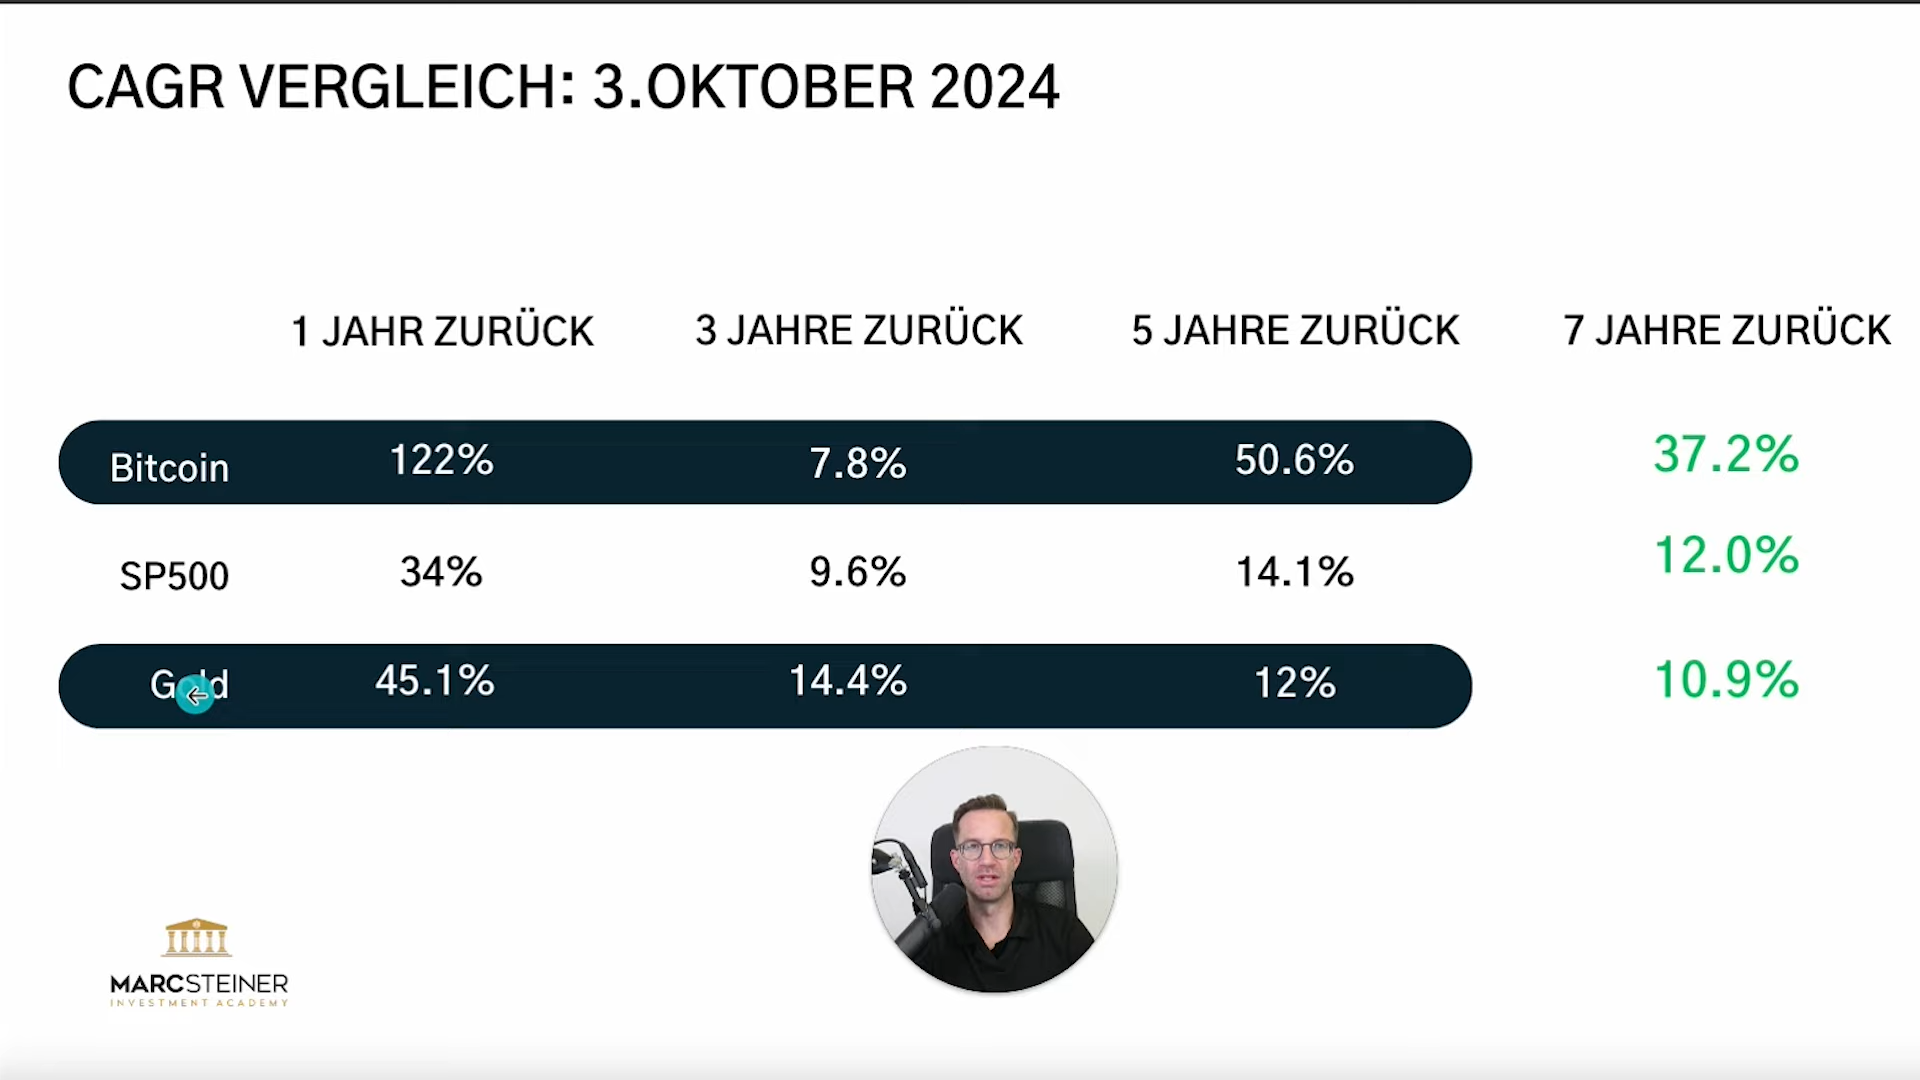 CAGR VERGLEICH: 3.OKTOBER 2024
1 JAHR ZURÜCK 3 JAHRE ZURÜCK 5 JAHRE ZURÜCK 7 JAHRE ZURÜCK
Bitcoin 122% 7.8% 50.6% 37.2%
SP500 34% 9.6% 14.1% 12.0%
Gold 45.1% 14.4% 12% 10.9%
MARCSTEINER
INVESTMENT ACADEMY